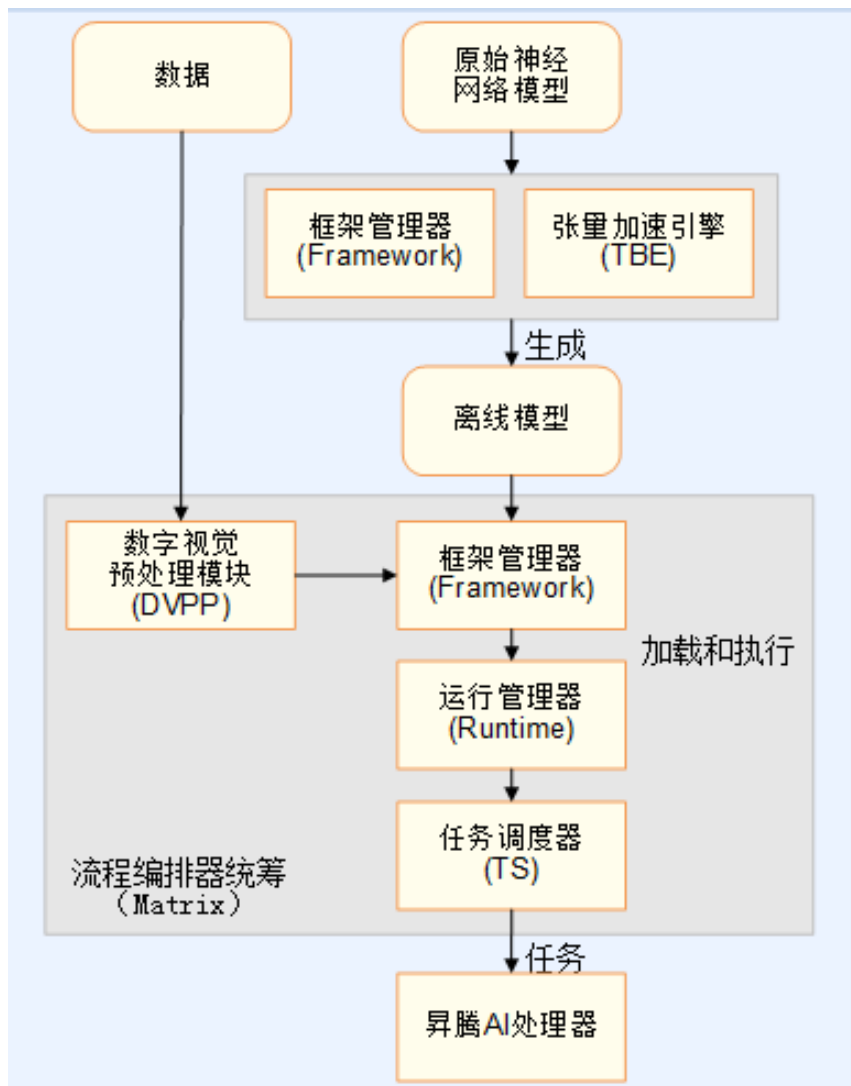 数据
原始神经
网络模型
框架管理器
(Framework)
张量加速引擎
(TBE)
生成
离线模型
数字视觉
预处理模块
(DVPP)
框架管理器
(Framework)
加载和执行
运行管理器
(Runtime)
任务调度器
(TS)
流程编排器统筹
（Matrix）
任务
昇腾AI处理器